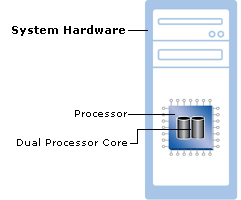 System Hardware
Processor
Dual Processor Core